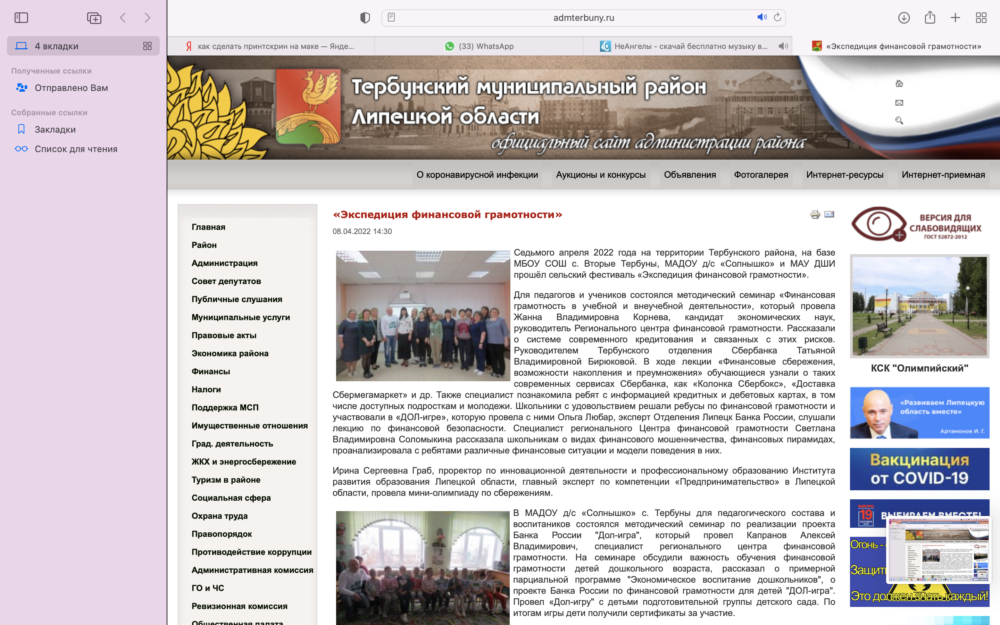 admterbuny.ru
4 вкладки
как сделать принтскрин на маке — Янде...
(33) WhatsApp
НеАнгелы - скачай бесплатно музыку в...
«Экспедиция финансовой грамотности»
Полученные ссылки
Отправлено Вам
Собранные ссылки
Закладки
Список для чтения
Тербунский муниципальный район
Липецкой области
официальный сайт администрации района
О коронавирусной инфекции
Аукционы и конкурсы
Объявления
Фотогалерея
Интернет-ресурсы
Интернет-приемная
Главная
Район
Администрация
Совет депутатов
Публичные слушания
Муниципальные услуги
Правовые акты
Экономика района
Финансы
Налоги
Поддержка МСП
Имущественные отношения
Град. деятельность
ЖКХ и энергосбережение
Туризм в районе
Социальная сфера
Охрана труда
Правопорядок
Противодействие коррупции
Административная комиссия
ГО и ЧС
Ревизионная комиссия
Общественная палата
«Экспедиция финансовой грамотности»
08.04.2022 14:30
Седьмого апреля 2022 года на территории Тербунского района, на базе
МБОУ СОШ с. Вторые Тербуны, МАДОУ д/с «Солнышко» и МАУ ДШИ
прошёл сельский фестиваль «Экспедиция финансовой грамотности».
Для педагогов и учеников состоялся методический семинар «Финансовая
грамотность в учебной и внеучебной деятельности», который провела
Жанна Владимировна Корнева, кандидат экономических наук,
руководитель Регионального центра финансовой грамотности. Рассказали
о системе современного кредитования и связанных с этих рисков.
Руководителем Тербунского отделения Сбербанка Татьяной
Владимировной Бирюковой. В ходе лекции «Финансовые сбережения,
возможности накопления и преумножения» обучающиеся узнали о таких
современных сервисах Сбербанка, как «Колонка Сбербокс», «Доставка
Сбермегамаркет» и др. Также специалист познакомила ребят с информацией кредитных и дебетовых картах, в том
числе доступных подросткам и молодежи. Школьники с удовольствием решали ребусы по финансовой грамотности и
участвовали в «ДОЛ-игре», которую провела с ними Ольга Любар, эксперт Отделения Липецк Банка России, слушали
лекцию по финансовой безопасности. Специалист регионального Центра финансовой грамотности Светлана
Владимировна Соломыкина рассказала школьникам о видах финансового мошенничества, финансовых пирамидах,
проанализировала с ребятами различные финансовые ситуации и модели поведения в них.
Ирина Сергеевна Граб, проректор по инновационной деятельности и профессиональному образованию Института
развития образования Липецкой области, главный эксперт по компетенции «Предпринимательство» в Липецкой
области, провела мини-олимпиаду по сбережениям.
В МАДОУ д/с «Солнышко» с. Тербуны для педагогического состава и
воспитаников состоялся методический семинар по реализации проекта
Банка России "Дол-игра", который провел Капранов Алексей
Владимирович, специалист регионального центра финансовой
грамотности. На семинаре обсудили важность обучения финансовой
грамотности детей дошкольного возраста, рассказал о примерной
парциальной программе "Экономическое воспитание дошкольников", о
проекте Банка России по финансовой грамотности для детей "ДОЛ-игра".
Провел «Дол-игру" с детьми подготовительной группы детского сада. По
итогам игры дети получили сертификаты за участие.
ВЕРСИЯ ДЛЯ
СЛАБОВИДЯЩИХ
ГОСТ 52872-2012
КСК "Олимпийский"
«Развиваем Липецкую
область вместе»
Артамонов И. Г.
Вакцинация
от COVID-19
ВЫБОРЫ
19
СЕНТЯБРЯ
2021
ВЫБИРАЕМ ВМЕСТЕ!
Огонь -
Защити
Это должен знать каждый!